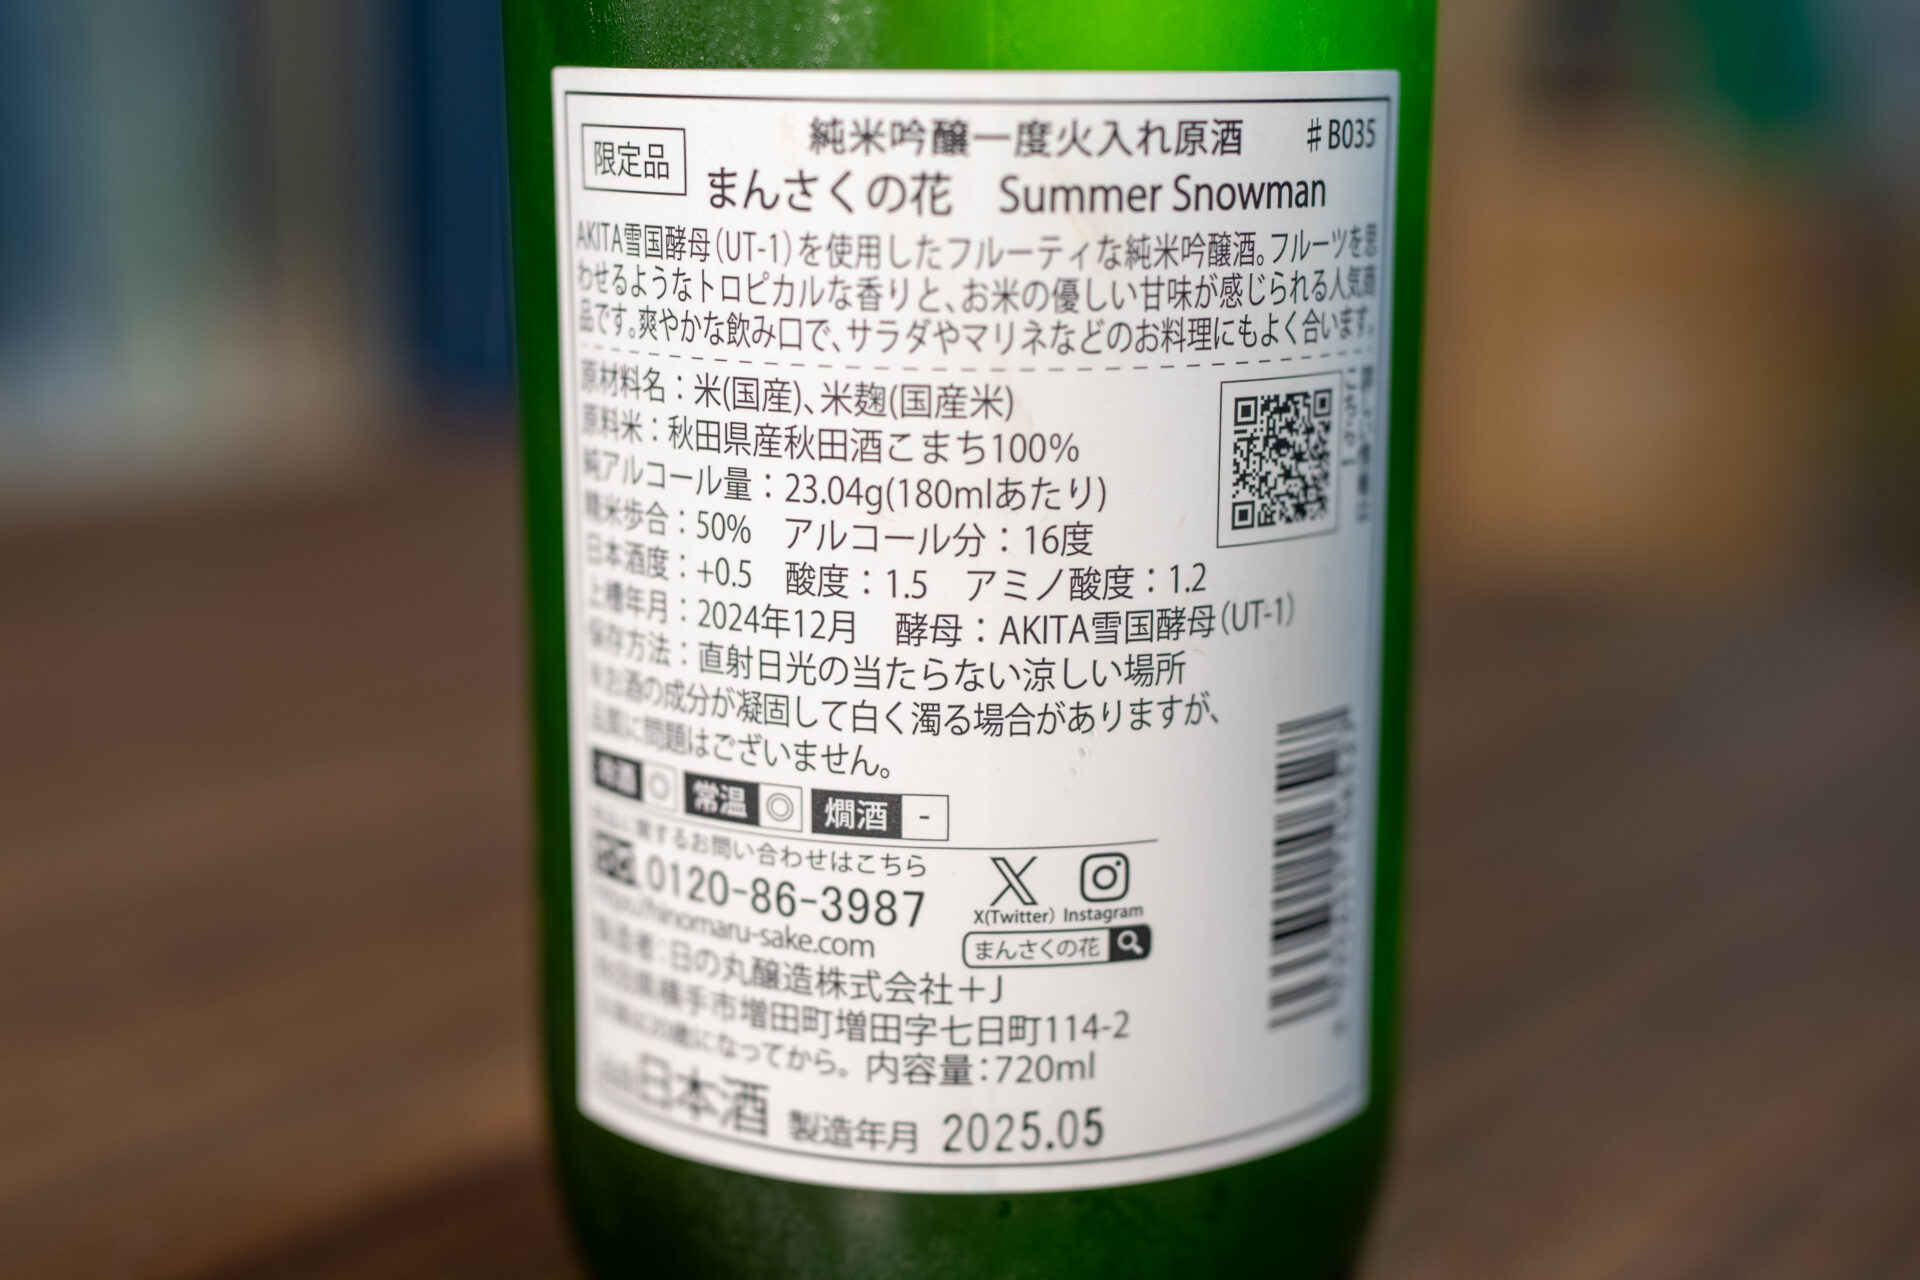 純米吟醸一度火入れ原酒 #B035
限定品
まんさくの花 Summer Snowman
AKITA雪国酵母(UT-1)を使用したフルーティな純米吟醸酒。フルーツを思
わせるようなトロピカルな香りと、お米の優しい甘味が感じられる人気商
品です。爽やかな飲み口で、サラダやマリネなどのお料理にもよく合います。
原材料名:米(国産)、米麹(国産米)
原料米:秋田県産秋田酒こまち100%
純アルコール量:23.04g(180mlあたり)
精米歩合:50% アルコール分:16度
日本酒度:+0.5 酸度:1.5 アミノ酸度:1.2
上槽年月:2024年12月 酵母:AKITA雪国酵母(UT-1)
保存方法:直射日光の当たらない涼しい場所
※お酒の成分が凝固して白く濁る場合がありますが、
品質に問題はございません。
○ 常温 ◎ 燗酒 -
するお問い合わせはこちら
0120-86-3987
X(Twitter) Instagram
https://hinomaru-sake.com
まんさくの花
製造者:日の丸醸造株式会社+J
秋田県横手市増田町増田字七日町114-2
になってから。 内容量:720ml
日本酒 製造年月 2025.05